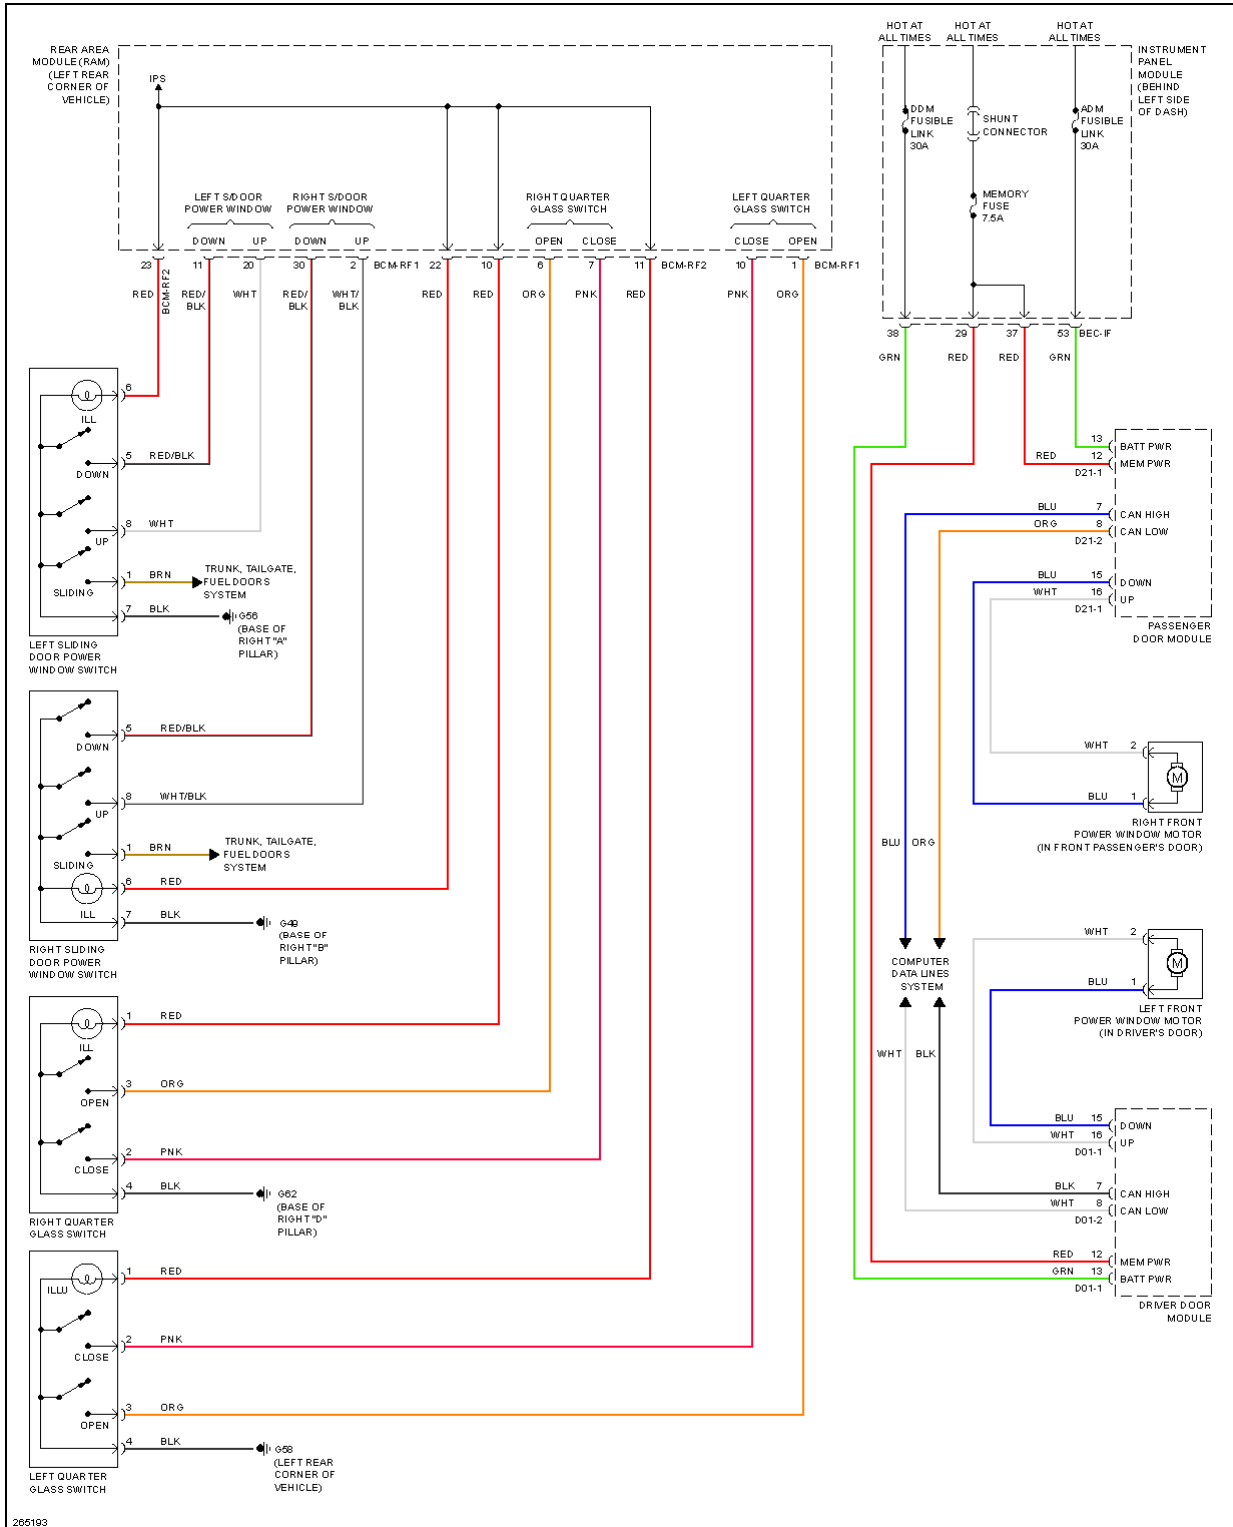 REAR AREA
MODULE (RAM)
(LEFT REAR
CORNER OF
VEHICLE)
IPS
LEFT S/DOOR
POWER WINDOW
RIGHT S/DOOR
POWER WINDOW
RIGHT QUARTER
GLASS SWITCH
LEFT QUARTER
GLASS SWITCH
DOWN UP DOWN UP OPEN CLOSE CLOSE OPEN
23 BCM-RF2 11 20 30 2 BCM-RF1 22 10 6 7 11 BCM-RF2 10 1 BCM-RF1
RED RED/
BLK WHT RED/
BLK WHT/
BLK RED RED ORG PNK RED PNK ORG
HOT AT
ALL TIMES
HOT AT
ALL TIMES
HOT AT
ALL TIMES
INSTRUMENT
PANEL
MODULE
(BEHIND
LEFT SIDE
OF DASH)
DDM
FUSIBLE
LINK
30A
SHUNT
CONNECTOR
ADM
FUSIBLE
LINK
30A
MEMORY
FUSE
7.5A
38 29 37 53 BEC-IF
GRN RED RED GRN
6
ILL
5 RED/BLK
DOWN
8 WHT
UP
1 BRN
SLIDING
TRUNK, TAILGATE,
FUEL DOORS
SYSTEM
7 BLK
G56
(BASE OF
RIGHT "A"
PILLAR)
LEFT SLIDING
DOOR POWER
WINDOW SWITCH
5 RED/BLK
DOWN
8 WHT/BLK
UP
1 BRN
SLIDING
TRUNK, TAILGATE,
FUEL DOORS
SYSTEM
6 RED
ILL
7 BLK
G49
(BASE OF
RIGHT "B"
PILLAR)
RIGHT SLIDING
DOOR POWER
WINDOW SWITCH
1 RED
ILL
3 ORG
OPEN
2 PNK
CLOSE
4 BLK
G62
(BASE OF
RIGHT "D"
PILLAR)
RIGHT QUARTER
GLASS SWITCH
1 RED
ILLU
2 PNK
CLOSE
3 ORG
OPEN
4 BLK
G58
(LEFT REAR
CORNER OF
VEHICLE)
LEFT QUARTER
GLASS SWITCH
13 BATT PWR
RED 12 MEM PWR
D21-1
BLU 7 CAN HIGH
ORG 8 CAN LOW
D21-2
BLU 15 DOWN
WHT 16 UP
D21-1
PASSENGER
DOOR MODULE
WHT 2
M
BLU 1
RIGHT FRONT
POWER WINDOW MOTOR
(IN FRONT PASSENGER'S DOOR)
BLU ORG
COMPUTER
DATA LINES
SYSTEM
WHT BLK
WHT 2
M
BLU 1
LEFT FRONT
POWER WINDOW MOTOR
(IN DRIVER'S DOOR)
BLU 15 DOWN
WHT 16 UP
D01-1
BLK 7 CAN HIGH
WHT 8 CAN LOW
D01-2
RED 12 MEM PWR
GRN 13 BATT PWR
D01-1
DRIVER DOOR
MODULE
265193